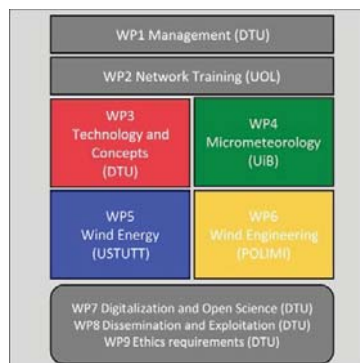 WP1 Management (DTU)
WP2 Network Training (UOL)
WP3
Technology and
Concepts
(DTU)
WP4
Micrometeorology
(UiB)
WP5
Wind Energy
(USTUTT)
WP6
Wind Engineering
(POLIMI)
WP7 Digitalization and Open Science (DTU)
WP8 Dissemination and Exploitation (DTU)
WP9 Ethics requirements (DTU)